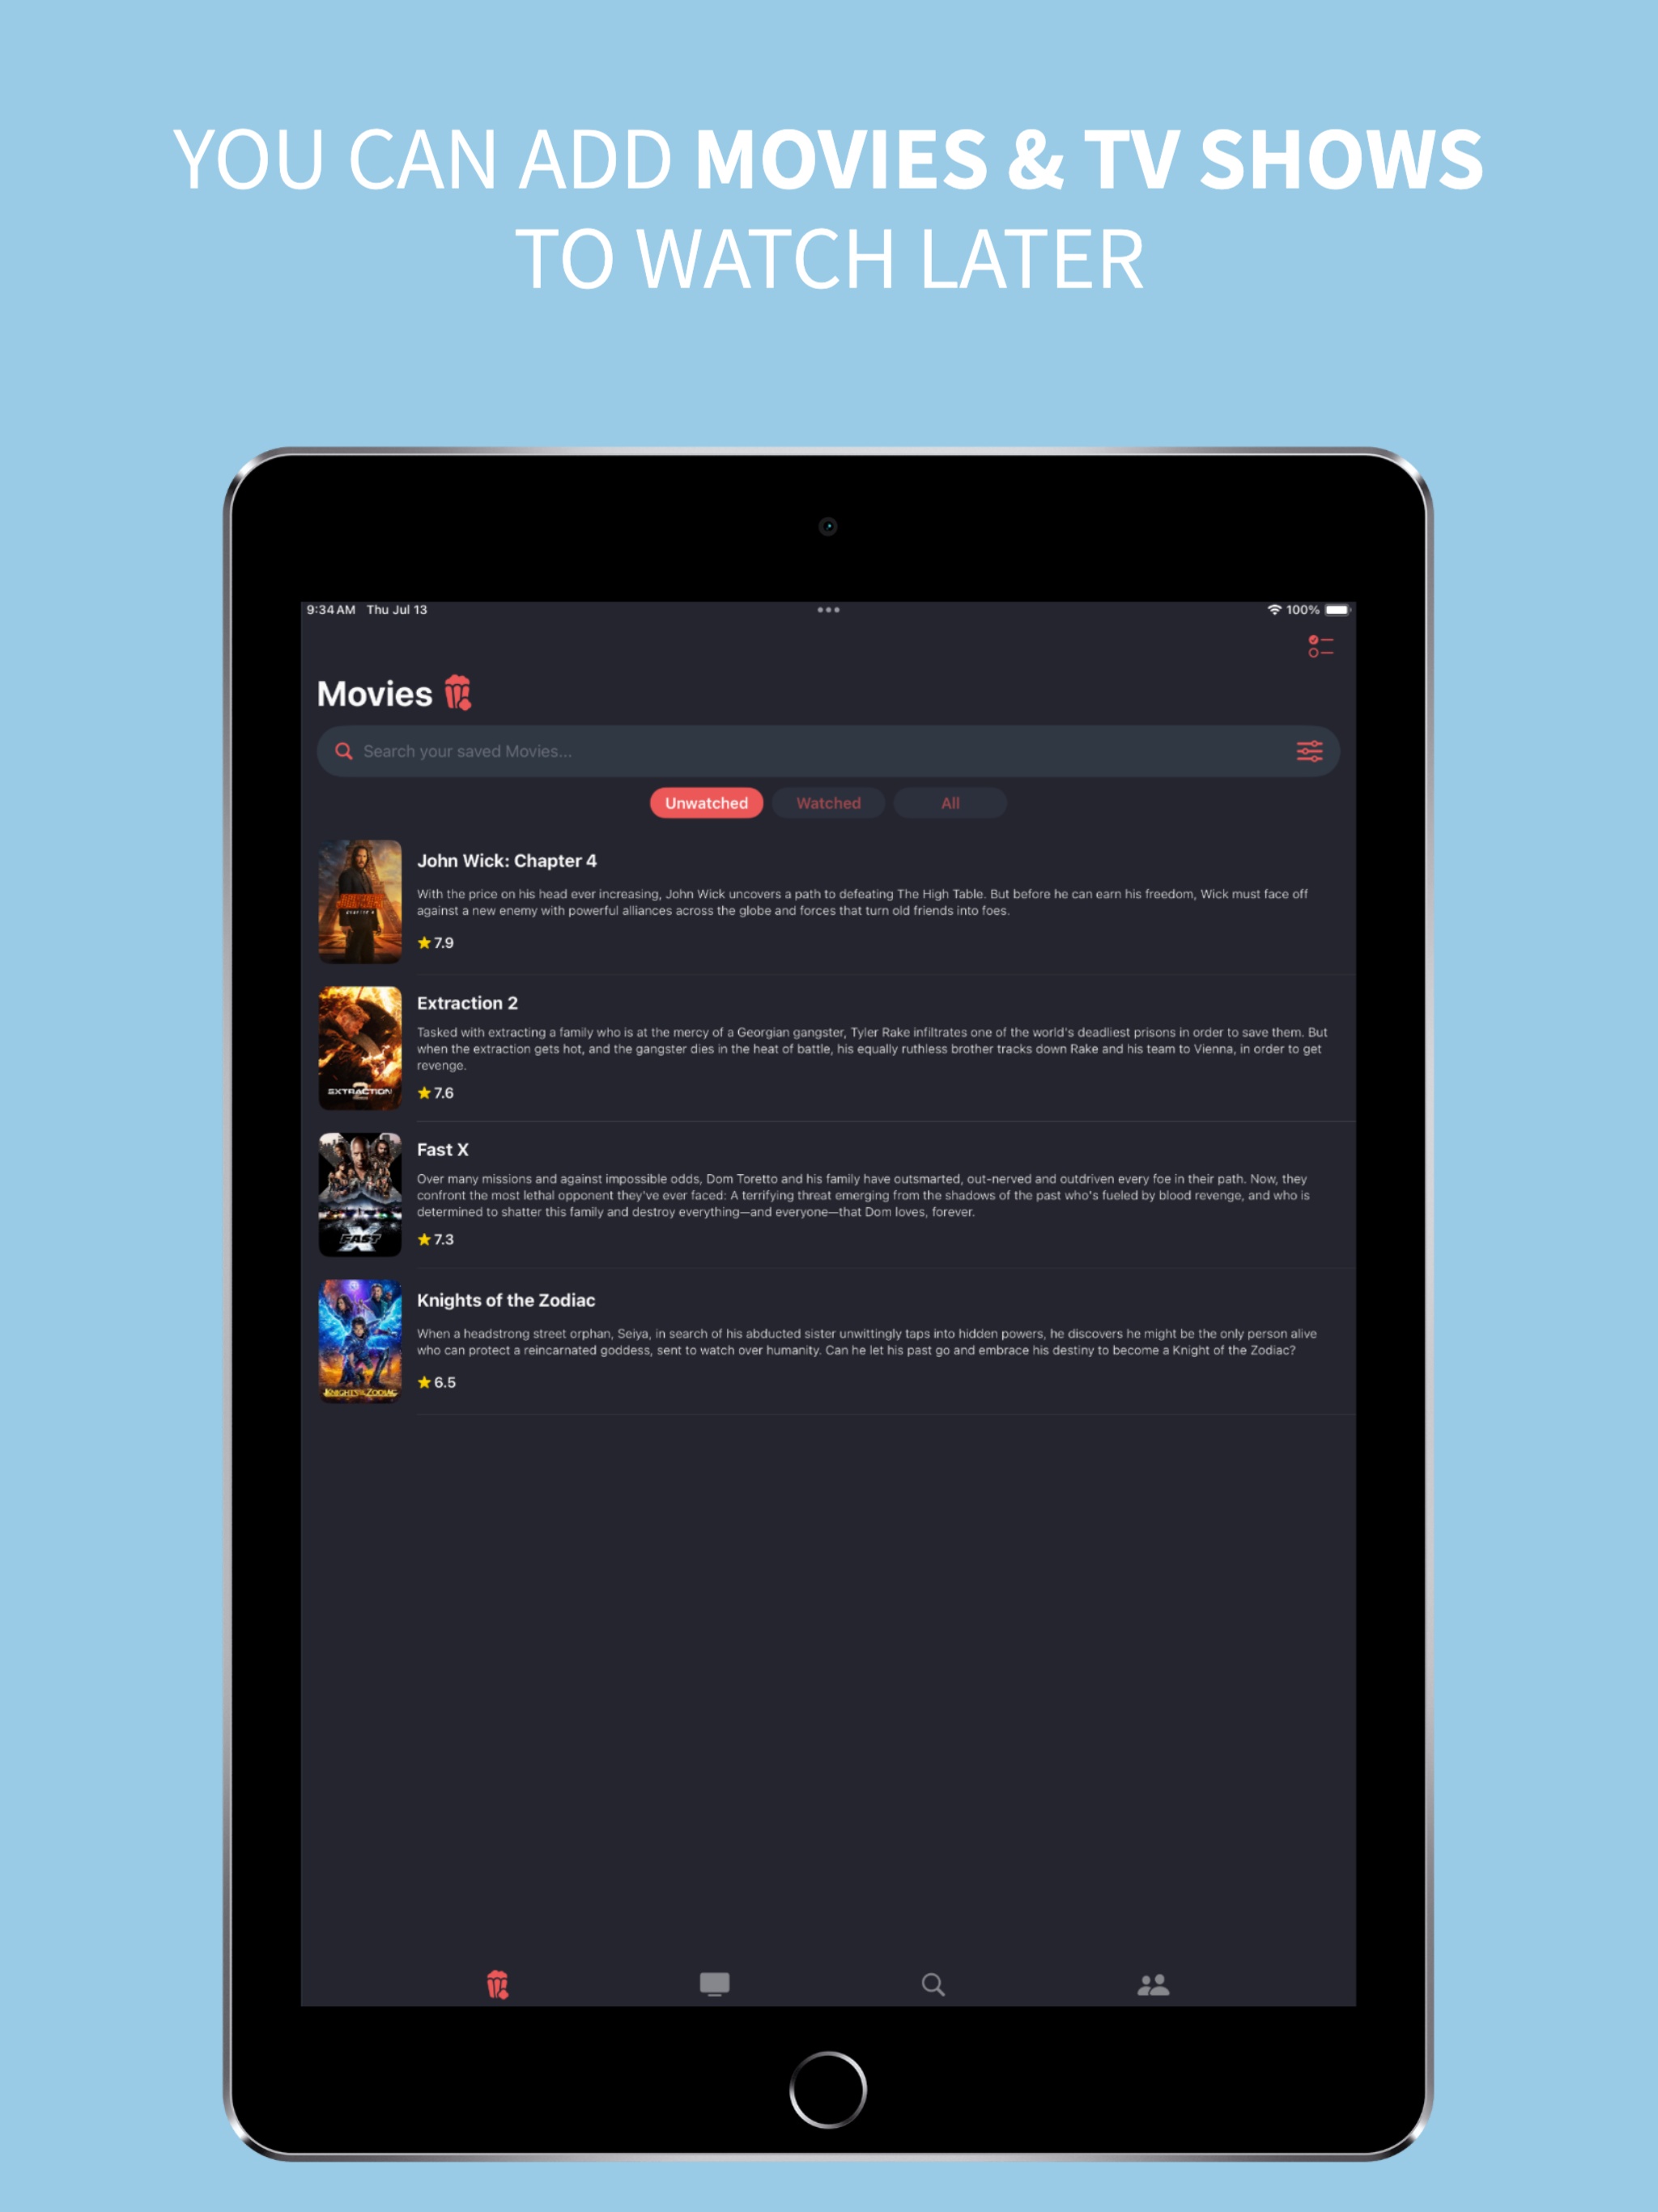 YOU CAN ADD MOVIES & TV SHOWS
TO WATCH LATER
9:34 AM Thu Jul 13
100%
Movies
Search your saved Movies...
Unwatched Watched All
John Wick: Chapter 4
With the price on his head ever increasing, John Wick uncovers a path to defeating The High Table. But before he can earn his freedom, Wick must face off
against a new enemy with powerful alliances across the globe and forces that turn old friends into foes.
7.9
EXTRACTION 2
Extraction 2
Tasked with extracting a family who is at the mercy of a Georgian gangster, Tyler Rake infiltrates one of the world's deadliest prisons in order to save them. But
when the extraction gets hot, and the gangster dies in the heat of battle, his equally ruthless brother tracks down Rake and his team to Vienna, in order to get
revenge.
7.6
FAST X
Fast X
Over many missions and against impossible odds, Dom Toretto and his family have outsmarted, out-nerved and outdriven every foe in their path. Now, they
confront the most lethal opponent they've ever faced: A terrifying threat emerging from the shadows of the past who's fueled by blood revenge, and who is
determined to shatter this family and destroy everything—and everyone—that Dom loves, forever.
7.3
Knights of the Zodiac
When a headstrong street orphan, Seiya, in search of his abducted sister unwittingly taps into hidden powers, he discovers he might be the only person alive
who can protect a reincarnated goddess, sent to watch over humanity. Can he let his past go and embrace his destiny to become a Knight of the Zodiac?
6.5